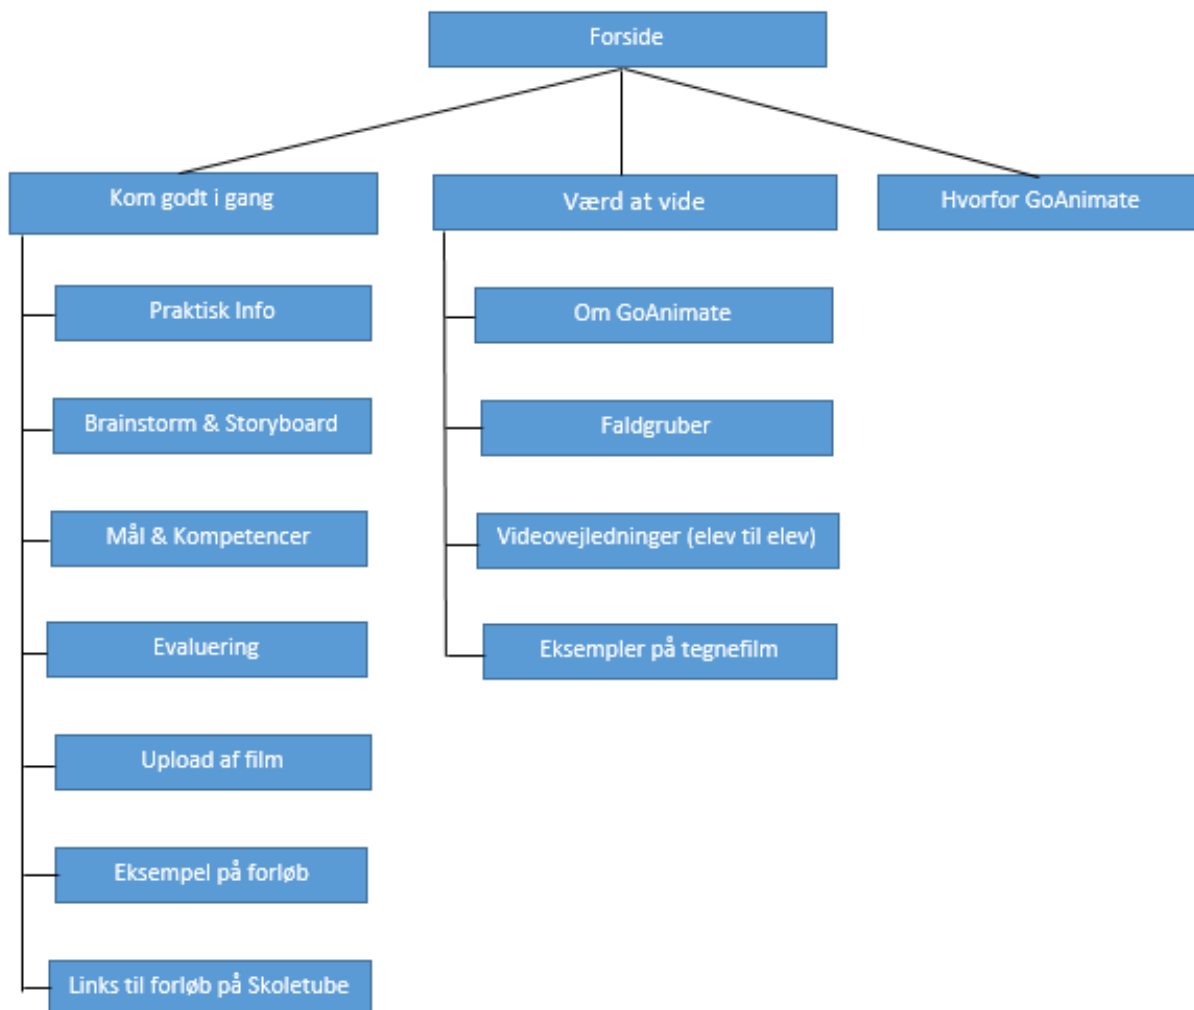 Forside
Kom godt i gang
Værd at vide
Hvorfor GoAnimate
Praktisk Info
Brainstorm & Storyboard
Mål & Kompetencer
Evaluering
Upload af film
Eksempel på forløb
Links til forløb på Skoletube
Om GoAnimate
Faldgruber
Videovejledninger (elev til elev)
Eksempler på tegnefilm